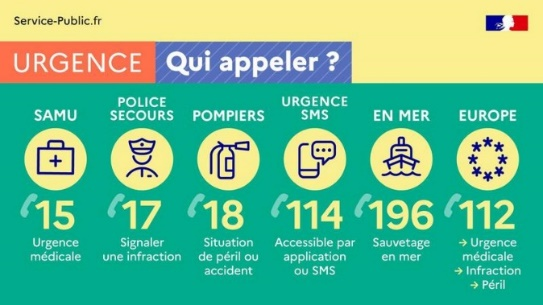 Service-Public.fr
URGENCE Qui appeler ?
SAMU
15
Urgence
médicale
POLICE
SECOURS
17
Signaler
une infraction
POMPIERS
18
Situation
de péril ou
accident
URGENCE
SMS
114
Accessible par
application
ou SMS
EN MER
196
Sauvetage
en mer
EUROPE
112
→ Urgence
médicale
→ Infraction
→ Péril